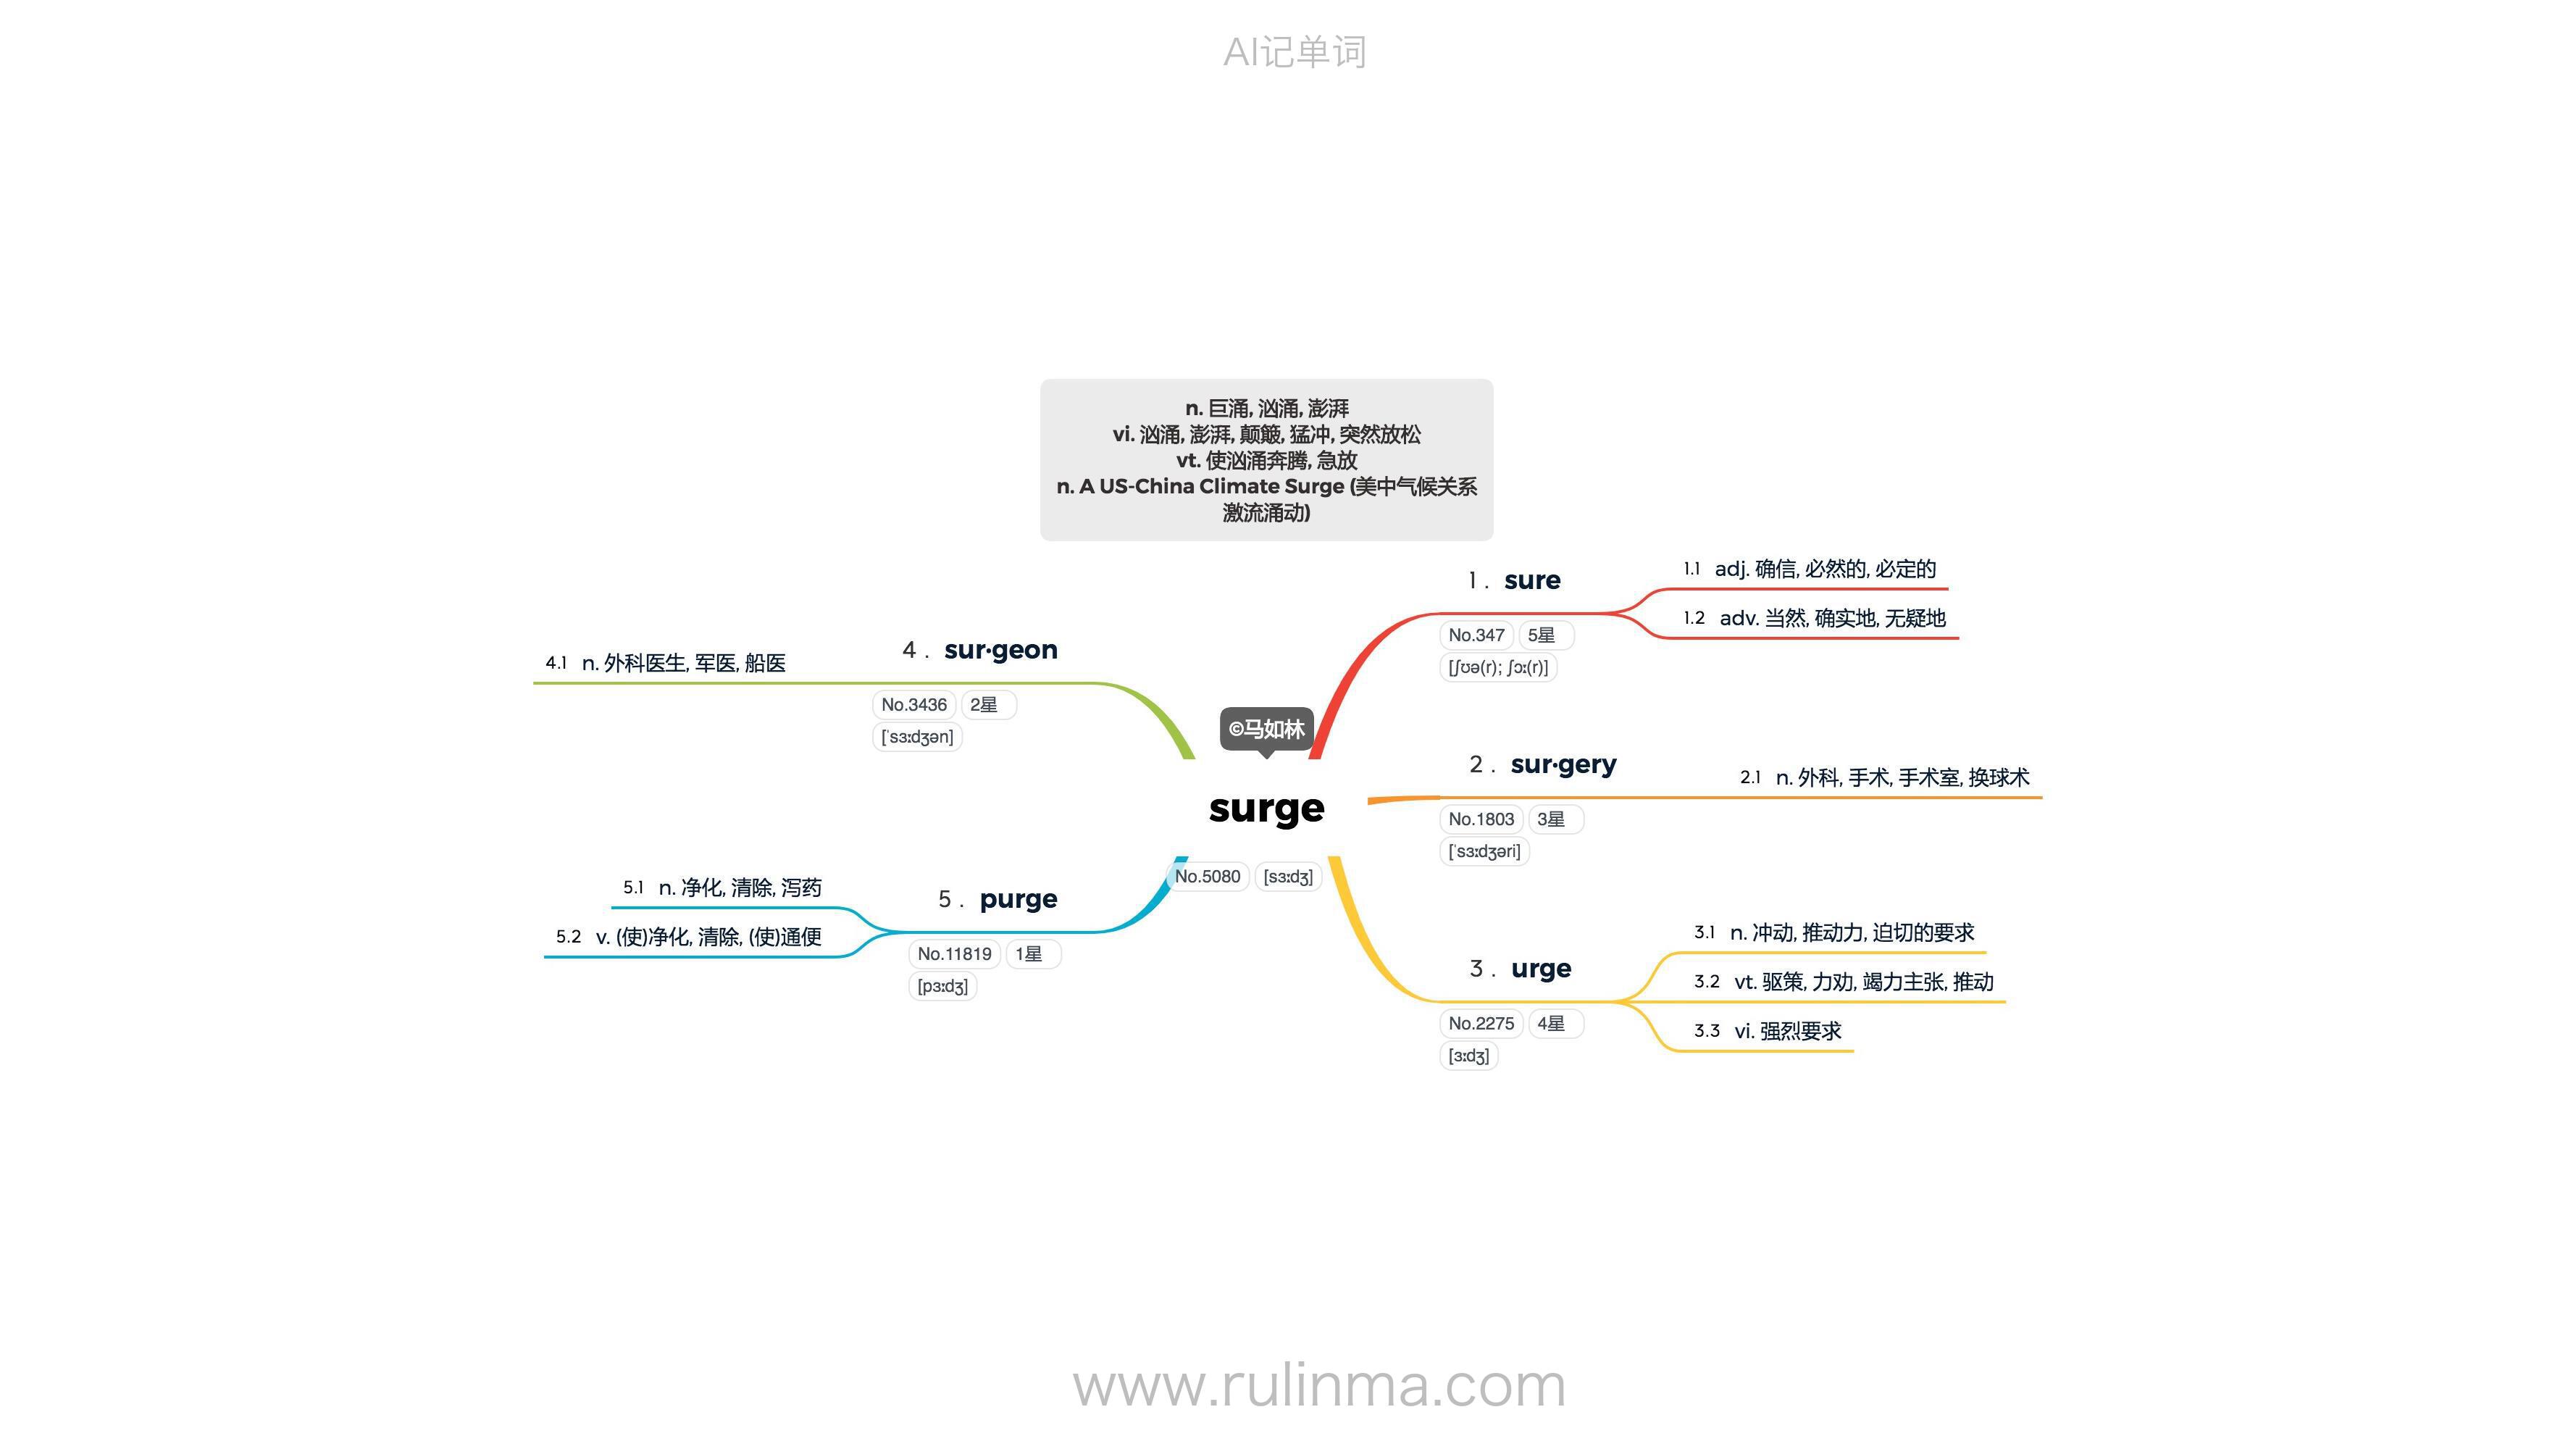 AI记单词
n. 巨涌, 汹涌, 澎湃
vi. 汹涌, 澎湃, 颠簸, 猛冲, 突然放松
vt. 使汹涌奔腾, 急放
n. A US-China Climate Surge (美中气候关系
激流涌动)
©马如林
surge
No.5080 [sɜːdʒ]
1. sure
No.347 5星
[ʃʊə(r); ʃɔː(r)]
1.1 adj. 确信, 必然的, 必定的
1.2 adv. 当然, 确实地, 无疑地
2. sur·gery
No.1803 3星
[ˈsɜːdʒəri]
2.1 n. 外科, 手术, 手术室, 换球术
3. urge
No.2275 4星
[ɜːdʒ]
3.1 n. 冲动, 推动力, 迫切的要求
3.2 vt. 驱策, 力劝, 竭力主张, 推动
3.3 vi. 强烈要求
4. sur·geon
No.3436 2星
[ˈsɜːdʒən]
4.1 n. 外科医生, 军医, 船医
5. purge
No.11819 1星
[pɜːdʒ]
5.1 n. 净化, 清除, 泻药
5.2 v. (使)净化, 清除, (使)通便
www.rulinma.com